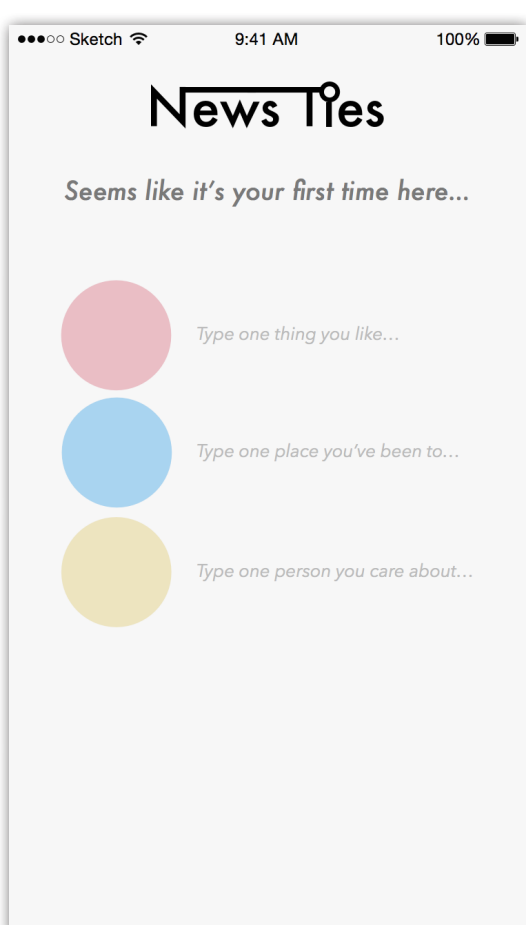 Sketch 9:41 AM 100%
News Ties
Seems like it's your first time here...
Type one thing you like…
Type one place you've been to…
Type one person you care about…